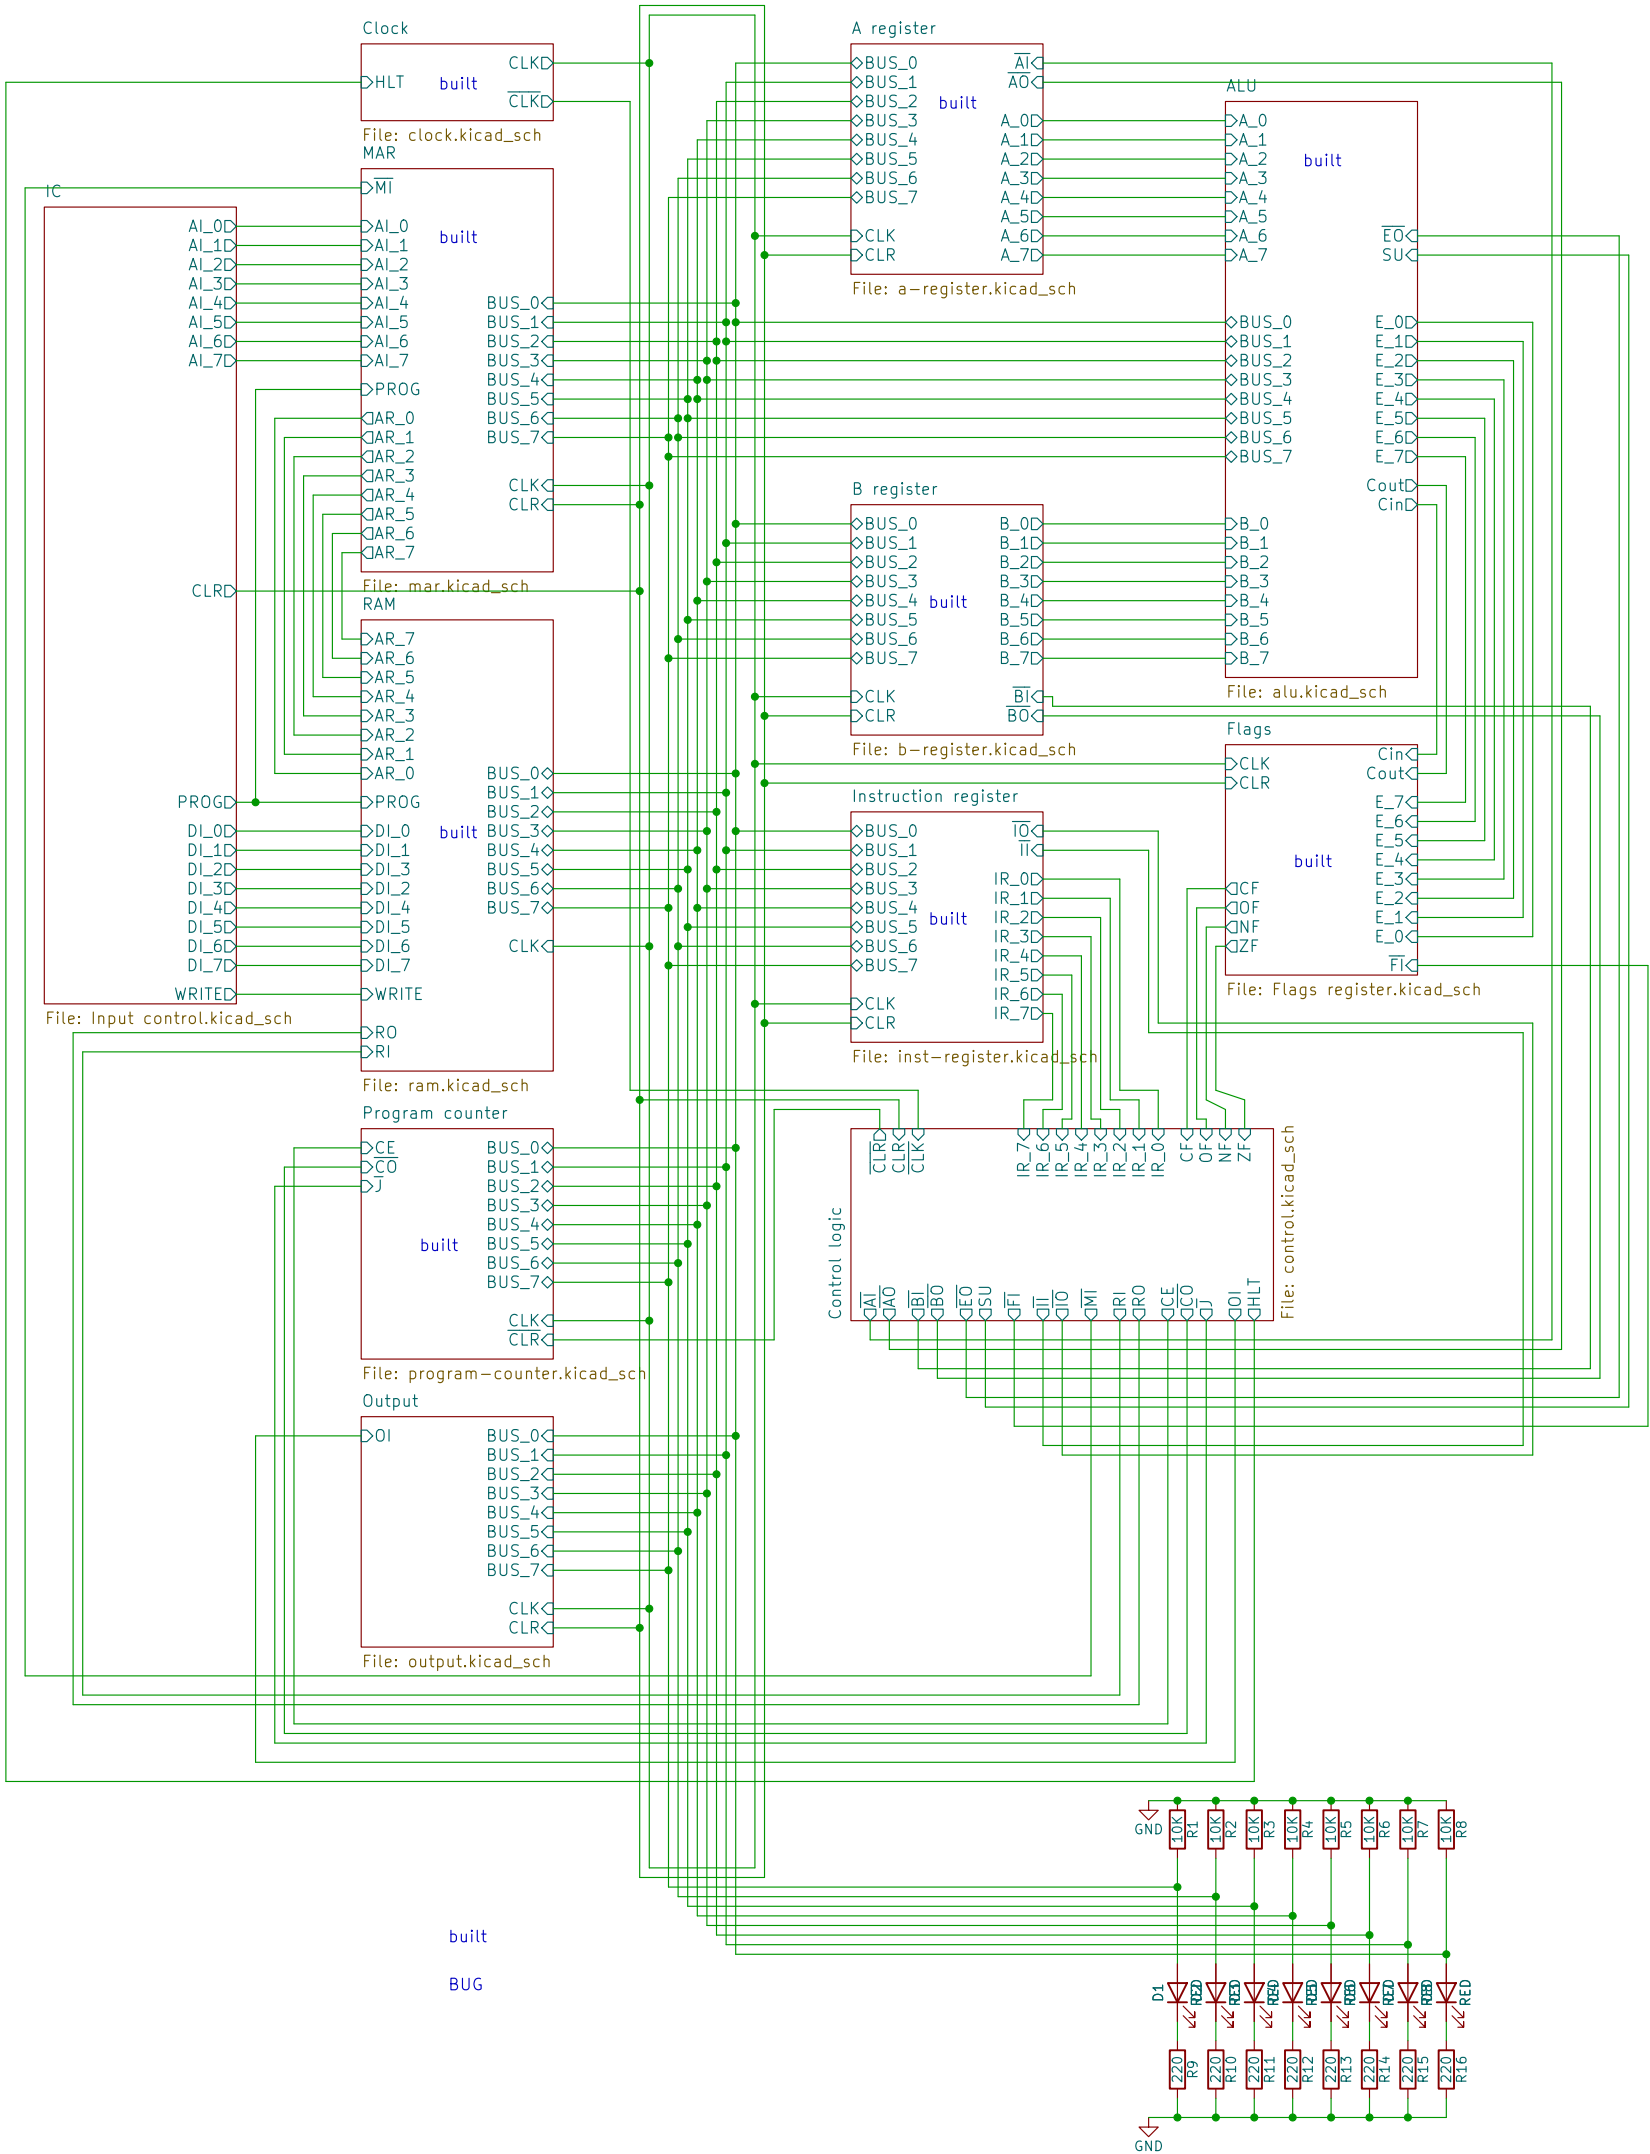 Clock
HLT
CLK
CLK
built
File: clock.kicad_sch
MAR
MI
AI_0
AI_1
AI_2
AI_3
AI_4
AI_5
AI_6
AI_7
PROG
AR_0
AR_1
AR_2
AR_3
AR_4
AR_5
AR_6
AR_7
built
BUS_0
BUS_1
BUS_2
BUS_3
BUS_4
BUS_5
BUS_6
BUS_7
CLK
CLR
File: mar.kicad_sch
IC
AI_0
AI_1
AI_2
AI_3
AI_4
AI_5
AI_6
AI_7
CLR
PROG
DI_0
DI_1
DI_2
DI_3
DI_4
DI_5
DI_6
DI_7
WRITE
File: Input control.kicad_sch
RAM
AR_7
AR_6
AR_5
AR_4
AR_3
AR_2
AR_1
AR_0
PROG
DI_0
DI_1
DI_3
DI_2
DI_4
DI_5
DI_6
DI_7
WRITE
RO
RI
built
BUS_0
BUS_1
BUS_2
BUS_3
BUS_4
BUS_5
BUS_6
BUS_7
CLK
File: ram.kicad_sch
Program counter
CE
CO
J
built
BUS_0
BUS_1
BUS_2
BUS_3
BUS_4
BUS_5
BUS_6
BUS_7
CLK
CLR
File: program-counter.kicad_sch
Output
OI
BUS_0
BUS_1
BUS_2
BUS_3
BUS_4
BUS_5
BUS_6
BUS_7
CLK
CLR
File: output.kicad_sch
A register
BUS_0
BUS_1
BUS_2
BUS_3
BUS_4
BUS_5
BUS_6
BUS_7
CLK
CLR
built
AI
AO
A_0
A_1
A_2
A_3
A_4
A_5
A_6
A_7
File: a-register.kicad_sch
ALU
A_0
A_1
A_2
A_3
A_4
A_5
A_6
A_7
BUS_0
BUS_1
BUS_2
BUS_3
BUS_4
BUS_5
BUS_6
BUS_7
B_0
B_1
B_2
B_3
B_4
B_5
B_6
B_7
built
EO
SU
E_0
E_1
E_2
E_3
E_4
E_5
E_6
E_7
Cout
Cin
File: alu.kicad_sch
B register
BUS_0
BUS_1
BUS_2
BUS_3
BUS_4
BUS_5
BUS_6
BUS_7
CLK
CLR
built
B_0
B_1
B_2
B_3
B_4
B_5
B_6
B_7
BI
BO
File: b-register.kicad_sch
Flags
CLK
CLR
CF
OF
NF
ZF
built
Cin
Cout
E_7
E_6
E_5
E_4
E_3
E_2
E_1
E_0
FI
File: Flags register.kicad_sch
Instruction register
BUS_0
BUS_1
BUS_2
BUS_3
BUS_4
BUS_5
BUS_6
BUS_7
CLK
CLR
built
IO
II
IR_0
IR_1
IR_2
IR_3
IR_4
IR_5
IR_6
IR_7
File: inst-register.kicad_sch
Control logic
CLR
CLR
CLK
IR_7
IR_6
IR_5
IR_4
IR_3
IR_2
IR_1
IR_0
CF
OF
NF
ZF
AI
AO
BI
BO
EO
SU
FI
II
IO
MI
RI
RO
CE
CO
J
OI
HLT
File: control.kicad_sch
GND
10K R1
10K R2
10K R3
10K R4
10K R5
10K R6
10K R7
10K R8
built
BUG
D1
RED
220 R9
220 R10
220 R11
220 R12
220 R13
220 R14
220 R15
220 R16
GND